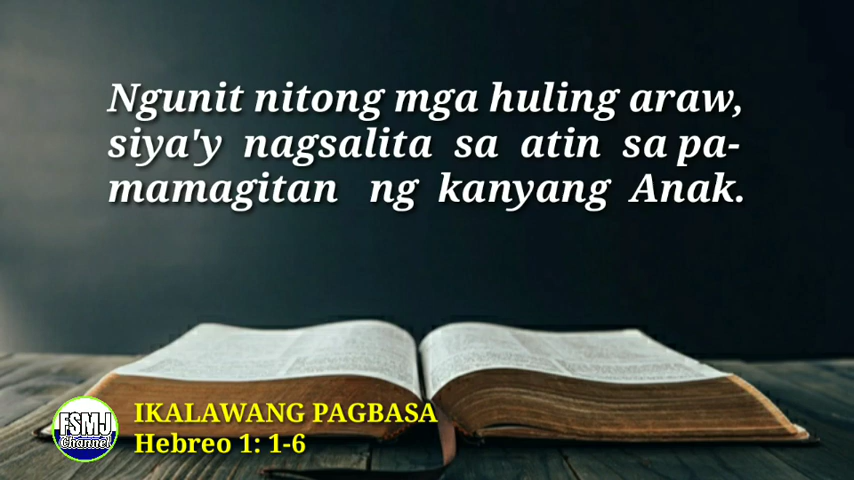 Ngunit nitong mga huling araw,
siya'y nagsalita sa atin sa pa-
mamagitan ng kanyang Anak.
FSMJ
Channel
IKALAWANG PAGBASA
Hebreo 1: 1-6